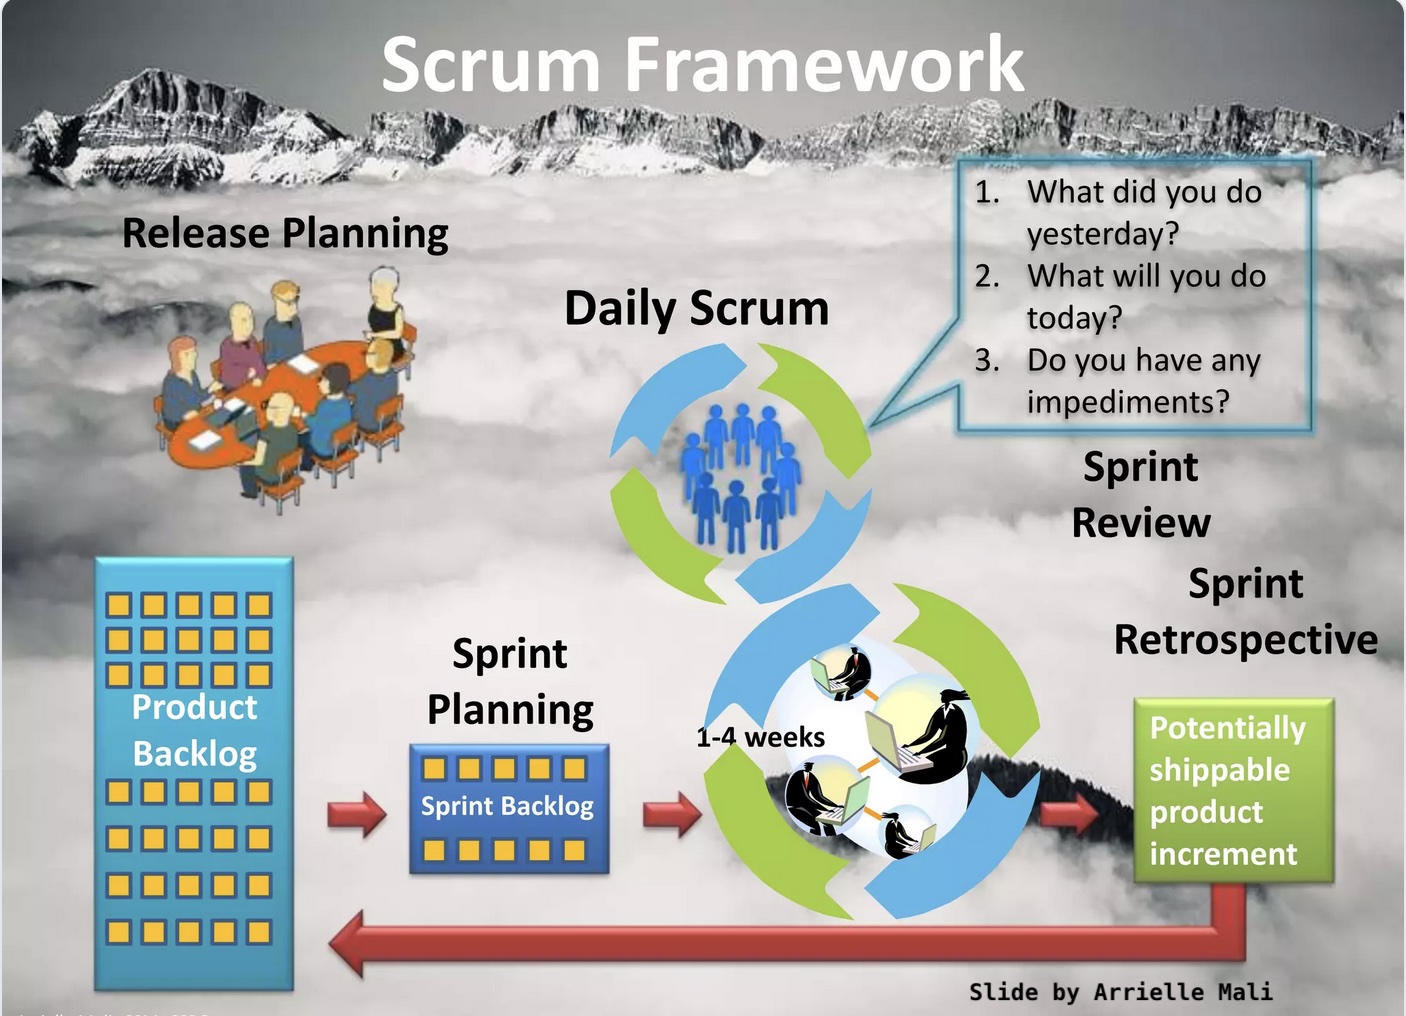 Scrum Framework
Release Planning
Daily Scrum
1. What did you do
yesterday?
2. What will you do
today?
3. Do you have any
impediments?
Sprint
Review
Sprint
Retrospective
Product
Backlog
Sprint
Planning
Sprint Backlog
1-4 weeks
Potentially
shippable
product
increment
Slide by Arrielle Mali